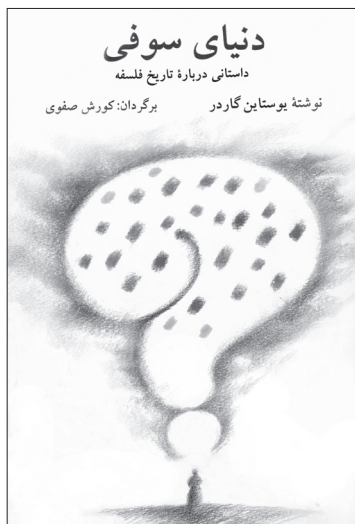 دنیای سوفی
داستانی دربارهٔ تاریخ فلسفه
نوشتهٔ یوستاین گاردر برگردان: کورش صفوی